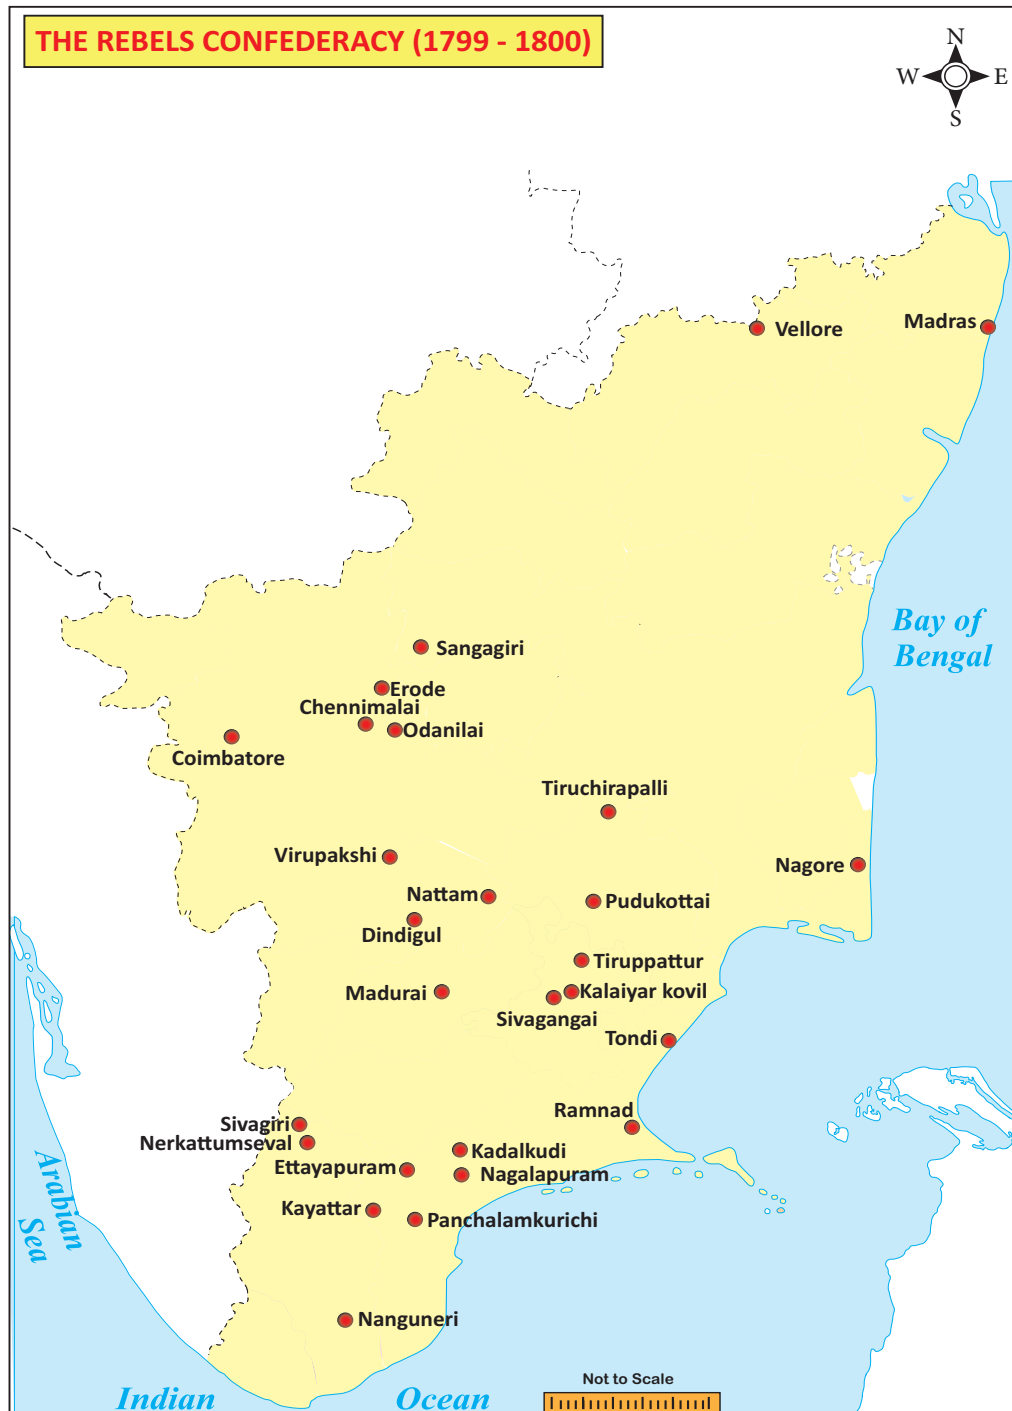 THE REBELS CONFEDERACY (1799 - 1800)
N
W
E
S
Vellore
Madras
Bay of
Bengal
Sangagiri
Erode
Chennimalai
Odanilai
Coimbatore
Tiruchirapalli
Virupakshi
Nagore
Nattam
Pudukottai
Dindigul
Tiruppattur
Madurai
Kalaiyar kovil
Sivagangai
Tondi
Ramnad
Sivagiri
Nerkattumseval
Kadalkudi
Ettayapuram
Nagalapuram
Kayattar
Panchalamkurichi
Arabian
Sea
Nanguneri
Not to Scale
Indian
Ocean